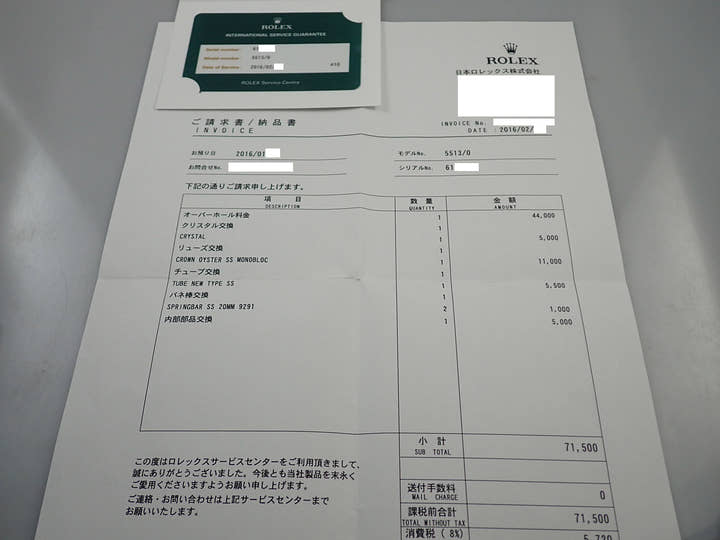 ROLEX
INTERNATIONAL SERVICE GUARANTEE
Serial number : 61
Model number : 5513/0
Date of Service : 2016/02/ 418
ROLEX Service Centre
ROLEX
日本ロレックス株式会社
ご請求書/納品書
INVOICE
INVOICE No.
DATE : 2016/02/
お預り日 2016/01
モデルNo. 5513/0
お問合せNo.
シリアルNo. 61
下記の通りご請求申し上げます。
項 目 数 量 金 額
DESCRIPTION QUANTITY AMOUNT
オーバーホール料金 1 44,000
クリスタル交換 1
CRYSTAL 1 5,000
リューズ交換 1
CROWN OYSTER SS MONOBLOC 1 11,000
チューブ交換 1
TUBE NEW TYPE SS 1 5,500
バネ棒交換 1
SPRINGBAR SS 20MM 9291 2 1,000
内部部品交換 1 5,000
小 計 71,500
SUB TOTAL
送付手数料 0
MAIL CHARGE
課税前合計 71,500
TOTAL WITHOUT TAX
消費税( 8%) 5,720
この度はロレックスサービスセンターをご利用頂きまして、
誠にありがとうございました。今後とも当社製品を末永く
ご愛用くださいますようお願い申し上げます。
ご連絡・お問い合わせは上記サービスセンターまで
お願いいたします。